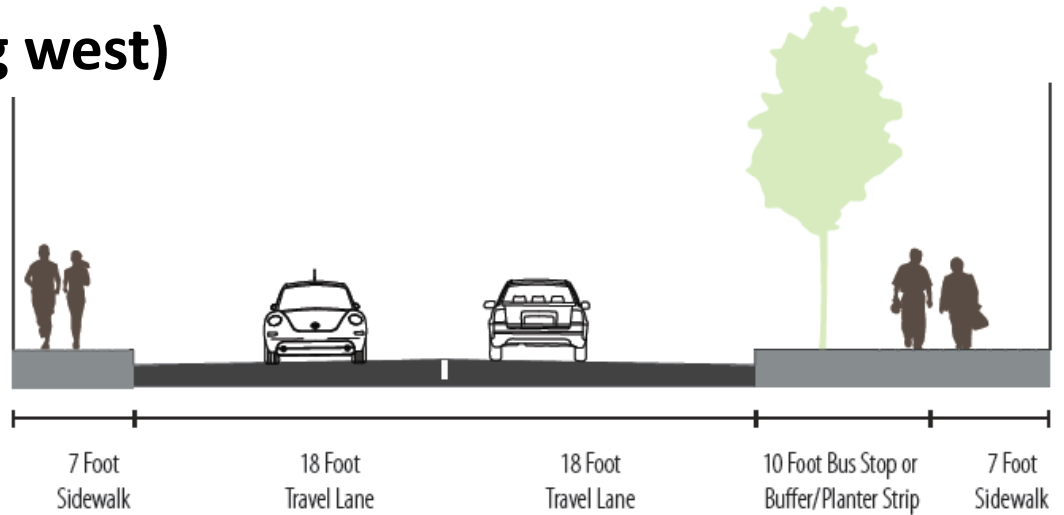 west)
7 Foot
Sidewalk
18 Foot
Travel Lane
18 Foot
Travel Lane
10 Foot Bus Stop or
Buffer/Planter Strip
7 Foot
Sidewalk